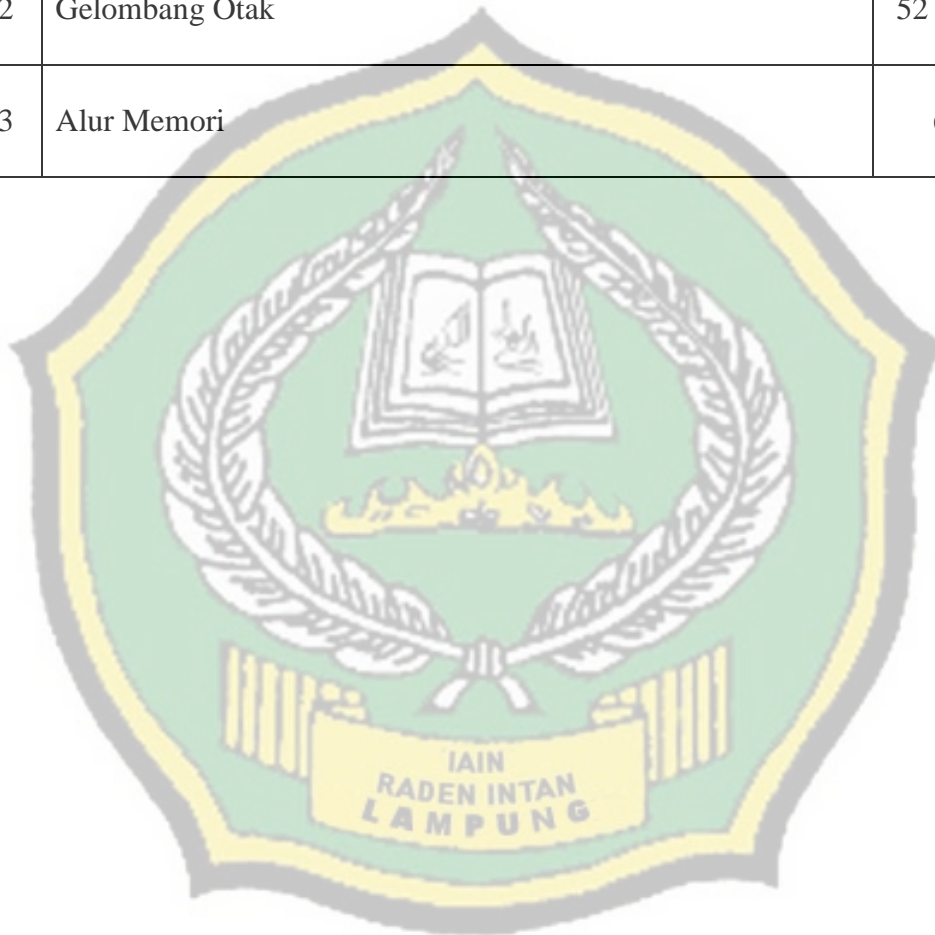 2 Gelombang Otak 52
3 Alur Memori
IAIN
RADEN INTAN
LAMPUNG